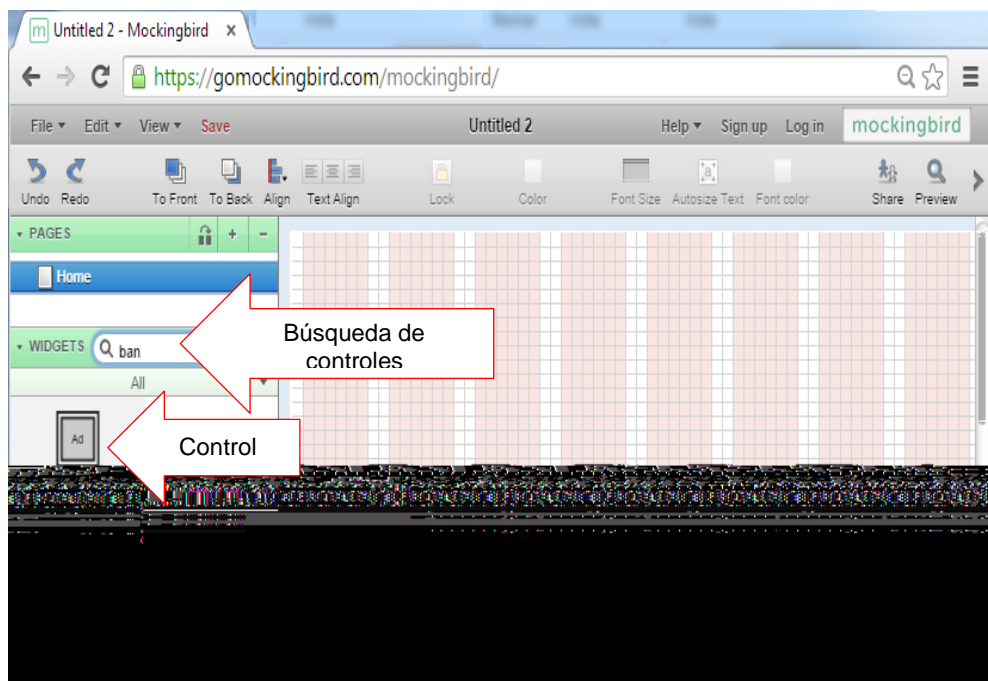 m Untitled 2 - Mockingbird x
https://gomockingbird.com/mockingbird/
File Edit View Save Untitled 2 Help Sign up Log in mockingbird
Undo Redo To Front To Back Align Text Align Lock Color a Font Size Autosize Text Font color Share Preview
PAGES + -
Home
Búsqueda de
controles
WIDGETS ban
All
Ad
Control